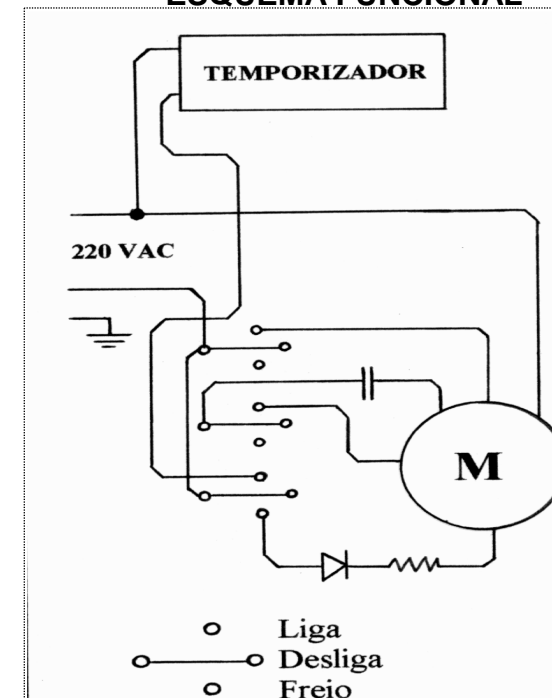 ESQUEMA FUNCIONAL
TEMPORIZADOR
220 VAC
M
Liga
Desliga
Freio